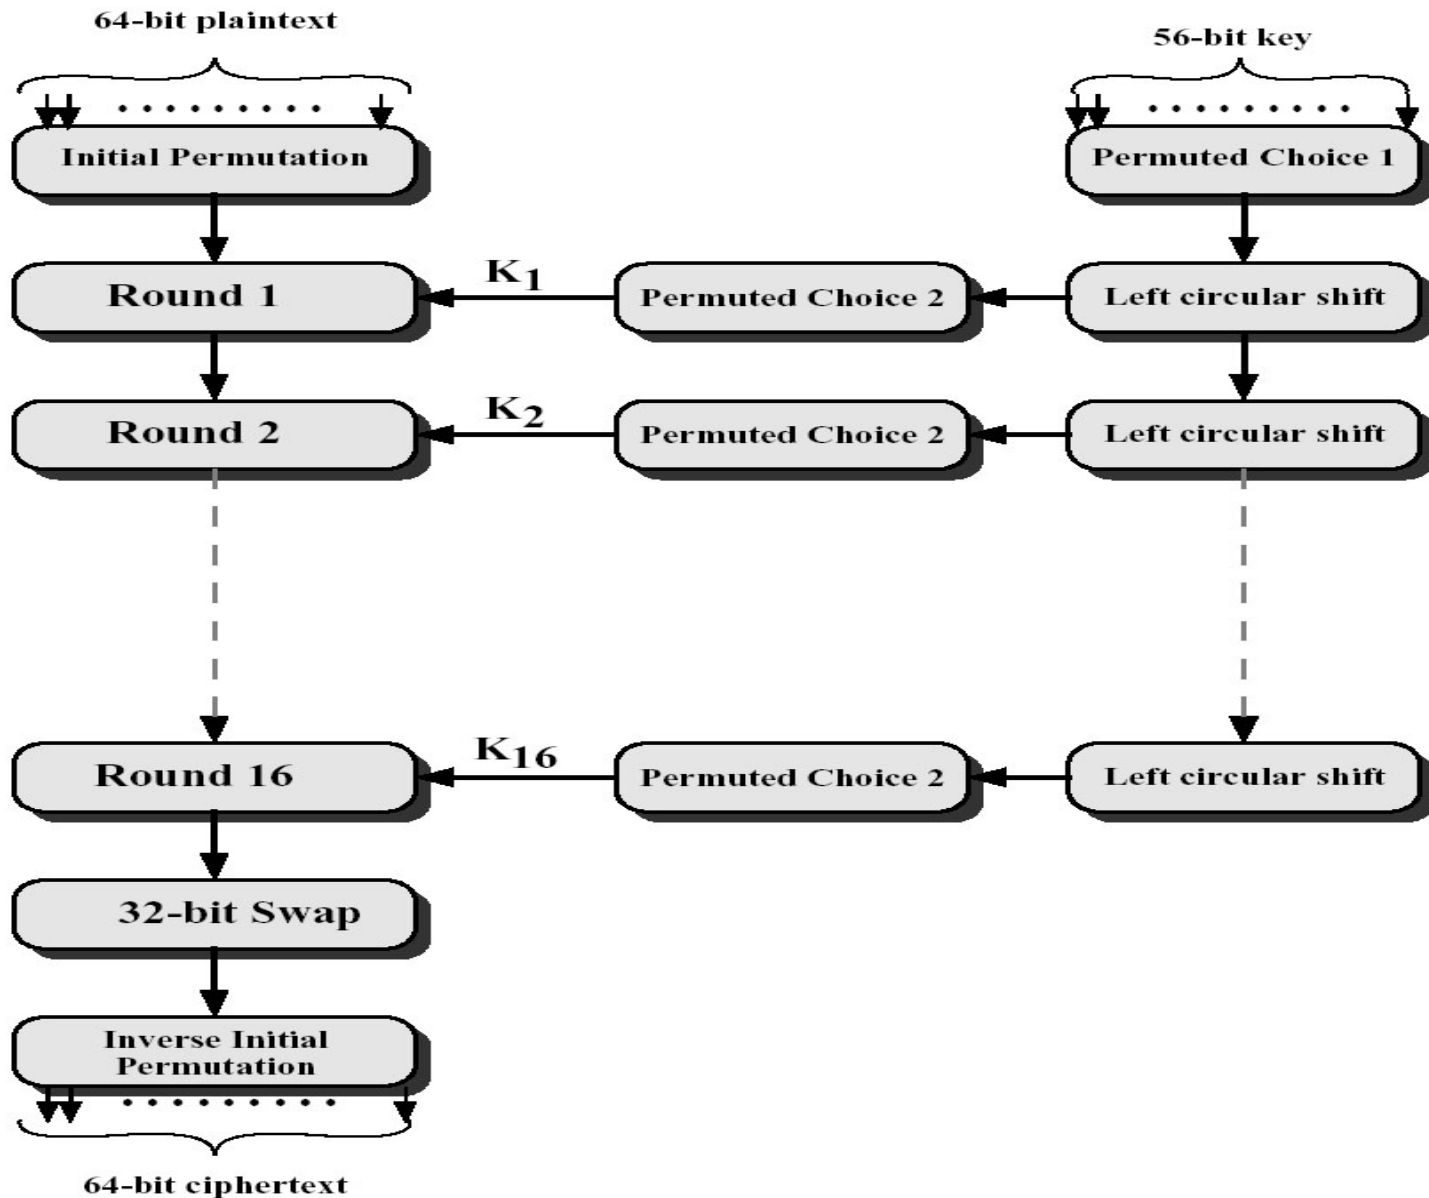 64-bit plaintext
56-bit key
Initial Permutation
Permuted Choice 1
Round 1
K1
Permuted Choice 2
Left circular shift
Round 2
K2
Permuted Choice 2
Left circular shift
Round 16
K16
Permuted Choice 2
Left circular shift
32-bit Swap
Inverse Initial
Permutation
64-bit ciphertext